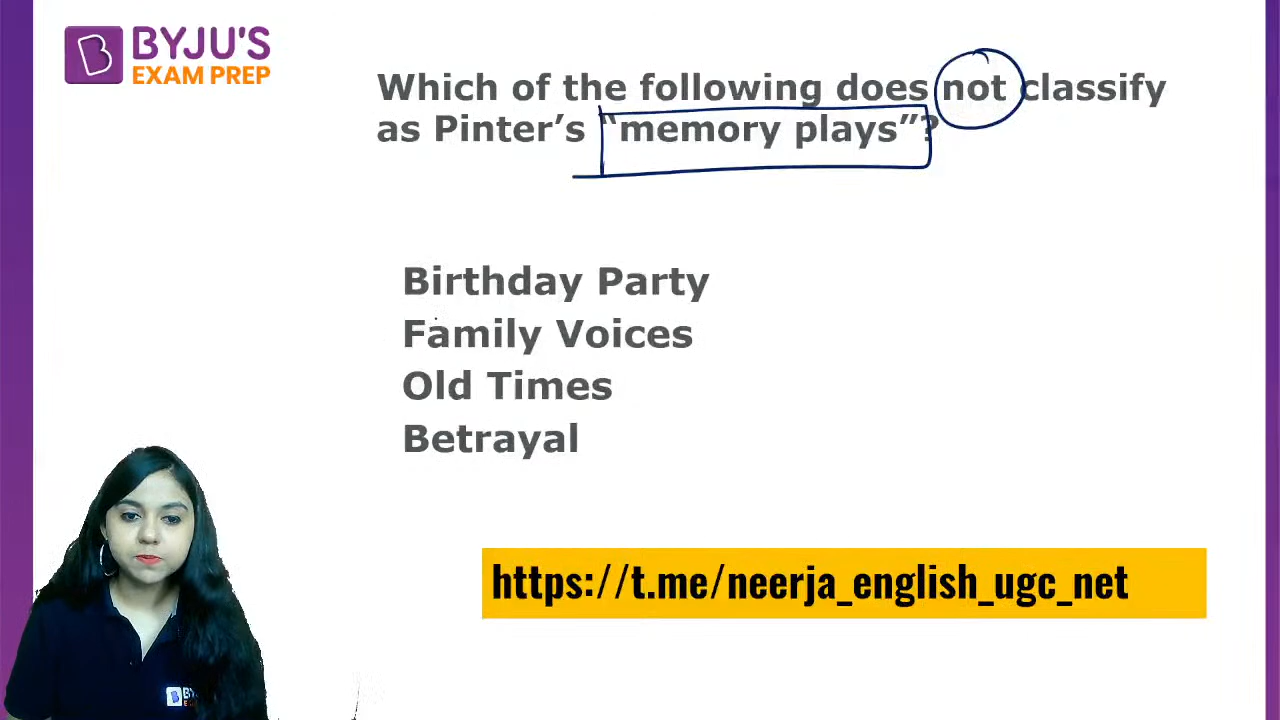 BYJU'S
EXAM PREP
Which of the following does not classify
as Pinter’s “memory plays”?
Birthday Party
Family Voices
Old Times
Betrayal
https://t.me/neerja_english_ugc_net